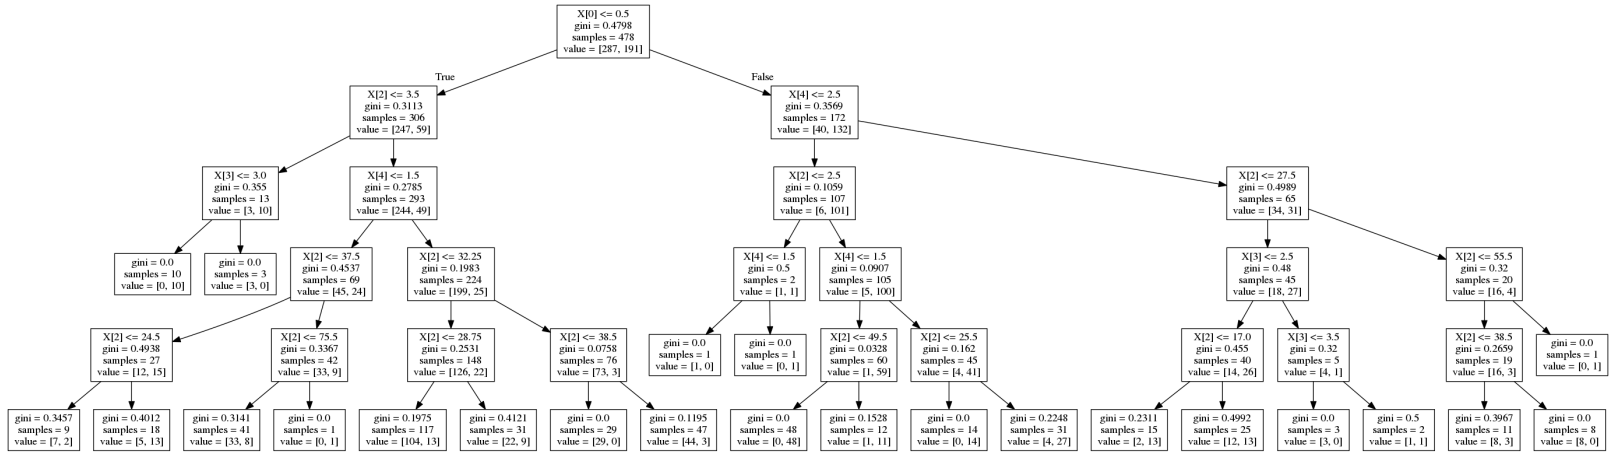 X[0] <= 0.5
gini = 0.4798
samples = 478
value = [287, 191]
True
False
X[2] <= 3.5
gini = 0.3113
samples = 306
value = [247, 59]
X[4] <= 2.5
gini = 0.3569
samples = 172
value = [40, 132]
X[3] <= 3.0
gini = 0.355
samples = 13
value = [3, 10]
X[4] <= 1.5
gini = 0.2785
samples = 293
value = [244, 49]
X[2] <= 2.5
gini = 0.1059
samples = 107
value = [6, 101]
X[2] <= 27.5
gini = 0.4989
samples = 65
value = [34, 31]
gini = 0.0
samples = 10
value = [0, 10]
gini = 0.0
samples = 3
value = [3, 0]
X[2] <= 37.5
gini = 0.4537
samples = 69
value = [45, 24]
X[2] <= 32.25
gini = 0.1983
samples = 224
value = [199, 25]
X[4] <= 1.5
gini = 0.5
samples = 2
value = [1, 1]
X[4] <= 1.5
gini = 0.0907
samples = 105
value = [5, 100]
X[3] <= 2.5
gini = 0.48
samples = 45
value = [18, 27]
X[2] <= 55.5
gini = 0.32
samples = 20
value = [16, 4]
X[2] <= 24.5
gini = 0.4938
samples = 27
value = [12, 15]
X[2] <= 75.5
gini = 0.3367
samples = 42
value = [33, 9]
X[2] <= 28.75
gini = 0.2531
samples = 148
value = [126, 22]
X[2] <= 38.5
gini = 0.0758
samples = 76
value = [73, 3]
gini = 0.0
samples = 1
value = [1, 0]
gini = 0.0
samples = 1
value = [0, 1]
X[2] <= 49.5
gini = 0.0328
samples = 60
value = [1, 59]
X[2] <= 25.5
gini = 0.162
samples = 45
value = [4, 41]
X[2] <= 17.0
gini = 0.455
samples = 40
value = [14, 26]
X[3] <= 3.5
gini = 0.32
samples = 5
value = [4, 1]
X[2] <= 38.5
gini = 0.2659
samples = 19
value = [16, 3]
gini = 0.0
samples = 1
value = [0, 1]
gini = 0.3457
samples = 9
value = [7, 2]
gini = 0.4012
samples = 18
value = [5, 13]
gini = 0.3141
samples = 41
value = [33, 8]
gini = 0.0
samples = 1
value = [0, 1]
gini = 0.1975
samples = 117
value = [104, 13]
gini = 0.4121
samples = 31
value = [22, 9]
gini = 0.0
samples = 29
value = [29, 0]
gini = 0.1195
samples = 47
value = [44, 3]
gini = 0.0
samples = 48
value = [0, 48]
gini = 0.1528
samples = 12
value = [1, 11]
gini = 0.0
samples = 14
value = [0, 14]
gini = 0.2248
samples = 31
value = [4, 27]
gini = 0.2311
samples = 15
value = [2, 13]
gini = 0.4992
samples = 25
value = [12, 13]
gini = 0.0
samples = 3
value = [3, 0]
gini = 0.5
samples = 2
value = [1, 1]
gini = 0.3967
samples = 11
value = [8, 3]
gini = 0.0
samples = 8
value = [8, 0]